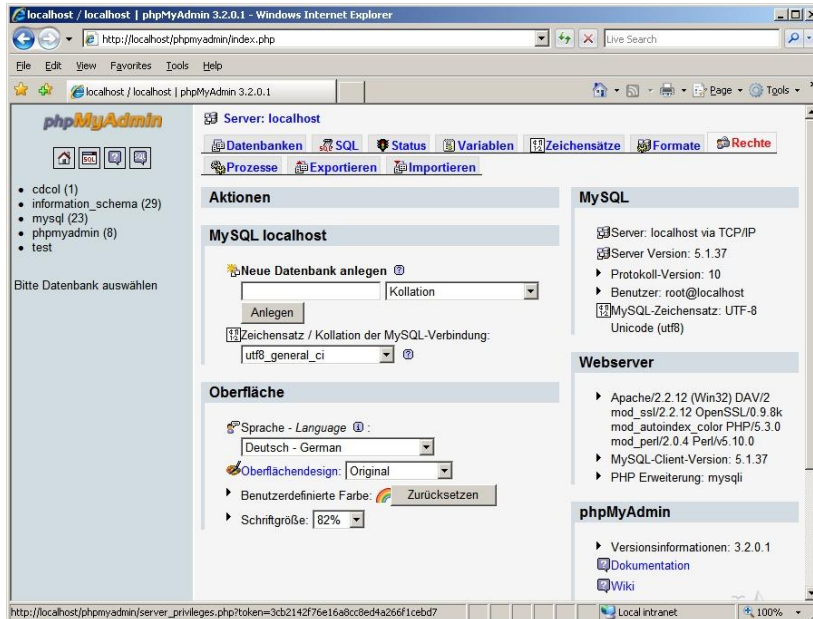 localhost / localhost | phpMyAdmin 3.2.0.1 - Windows Internet Explorer
http://localhost/phpmyadmin/index.php
Live Search
File Edit View Favorites Tools Help
localhost / localhost | phpMyAdmin 3.2.0.1
Page Tools
phpMyAdmin
SQL
cdcol (1)
information_schema (29)
mysql (23)
phpmyadmin (8)
test
Bitte Datenbank auswählen
Server: localhost
Datenbanken SQL Status Variablen Zeichensätze Formate Rechte
Prozesse Exportieren Importieren
Aktionen
MySQL localhost
Neue Datenbank anlegen
Kollation
Anlegen
Zeichensatz / Kollation der MySQL-Verbindung:
utf8_general_ci
Oberfläche
Sprache - Language :
Deutsch - German
Oberflächendesign: Original
Benutzerdefinierte Farbe: Zurücksetzen
Schriftgröße: 82%
MySQL
Server: localhost via TCP/IP
Server Version: 5.1.37
Protokoll-Version: 10
Benutzer: root@localhost
MySQL-Zeichensatz: UTF-8
Unicode (utf8)
Webserver
Apache/2.2.12 (Win32) DAV/2
mod_ssl/2.2.12 OpenSSL/0.9.8k
mod_autoindex_color PHP/5.3.0
mod_perl/2.0.4 Perl/v5.10.0
MySQL-Client-Version: 5.1.37
PHP Erweiterung: mysqli
phpMyAdmin
Versionsinformationen: 3.2.0.1
Dokumentation
Wiki
http://localhost/phpmyadmin/server_privileges.php?token=3cb2142f76e16a8cc8ed4a266f1cebd7
Local intranet
100%